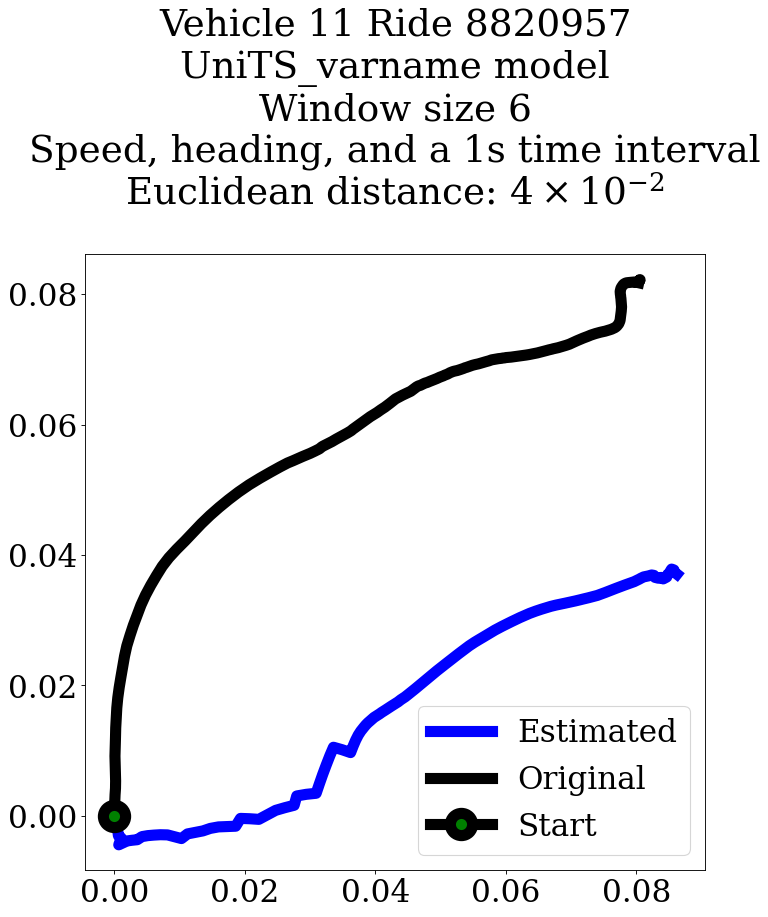 Vehicle 11 Ride 8820957
UniTS_varname model
Window size 6
Speed, heading, and a 1s time interval
Euclidean distance: 4 × 10⁻²
0.08
0.06
0.04
0.02
0.00
Estimated
Original
Start
0.00 0.02 0.04 0.06 0.08